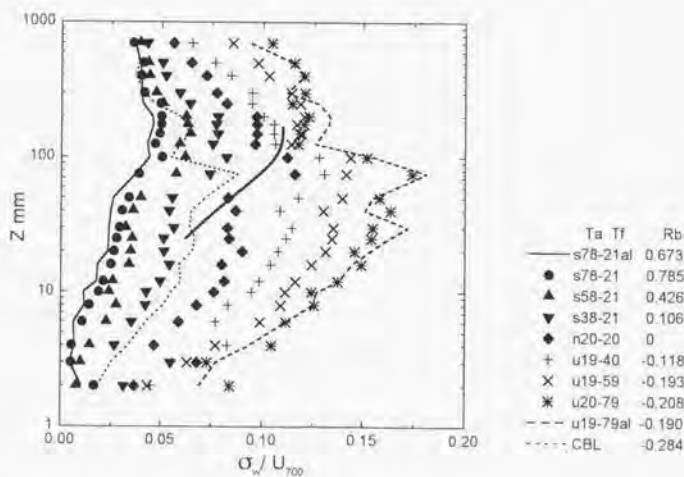 1000
100
10
1
Z mm
0.00 0.05 0.10 0.15 0.20
σw/ U700
Ta Tf Rb
s78-21al 0.673
s78-21 0.785
s58-21 0.426
s38-21 0.106
n20-20 0
u19-40 -0.118
u19-59 -0.193
u20-79 -0.208
u19-79al -0.190
CBL -0.284